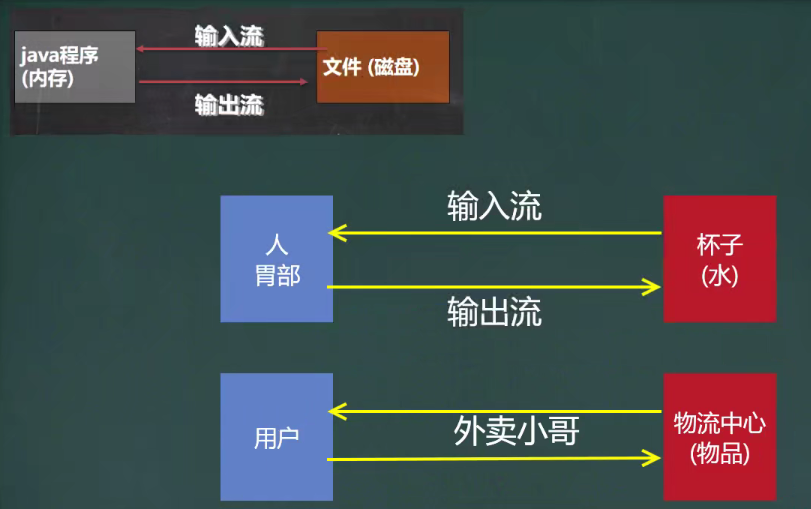 输入流
java程序
(内存)
文件 (磁盘)
输出流
输入流
人
胃部
杯子
(水)
输出流
用户
外卖小哥
物流中心
(物品)